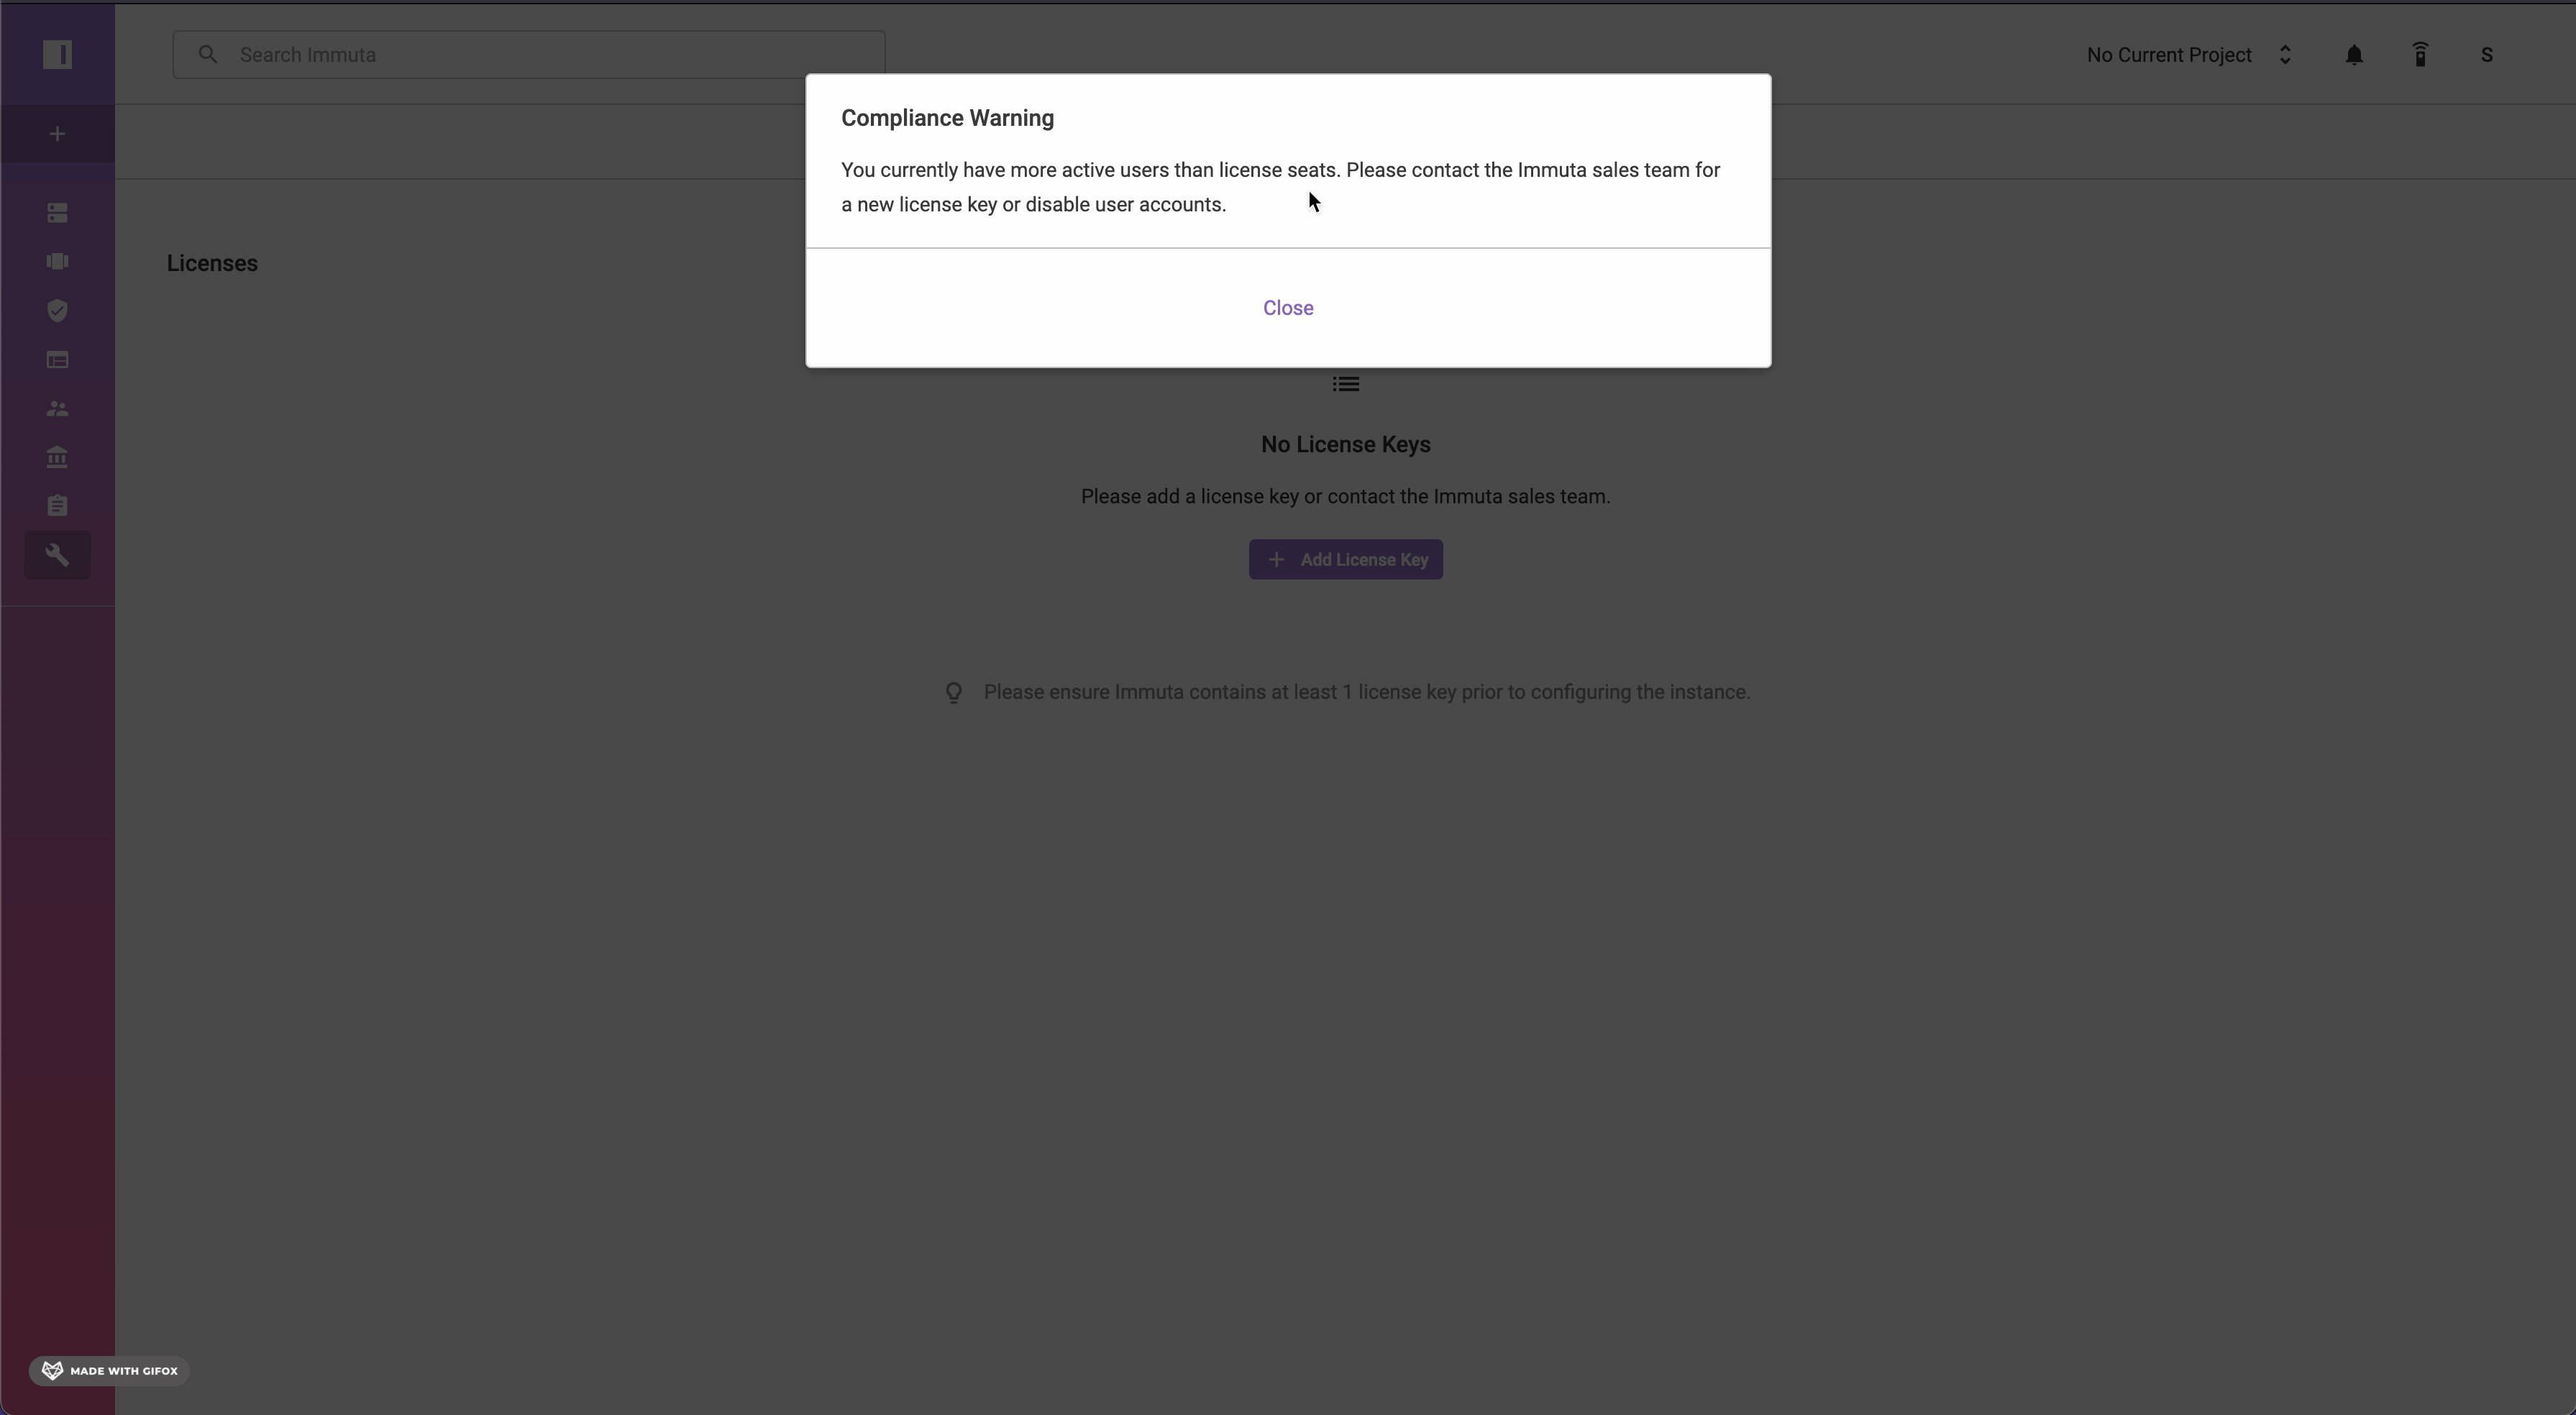 Search Immuta
No Current Project
S
Compliance Warning
You currently have more active users than license seats. Please contact the Immuta sales team for
a new license key or disable user accounts.
Close
Licenses
No License Keys
Please add a license key or contact the Immuta sales team.
Add License Key
Please ensure Immuta contains at least 1 license key prior to configuring the instance.
MADE WITH GIFOX